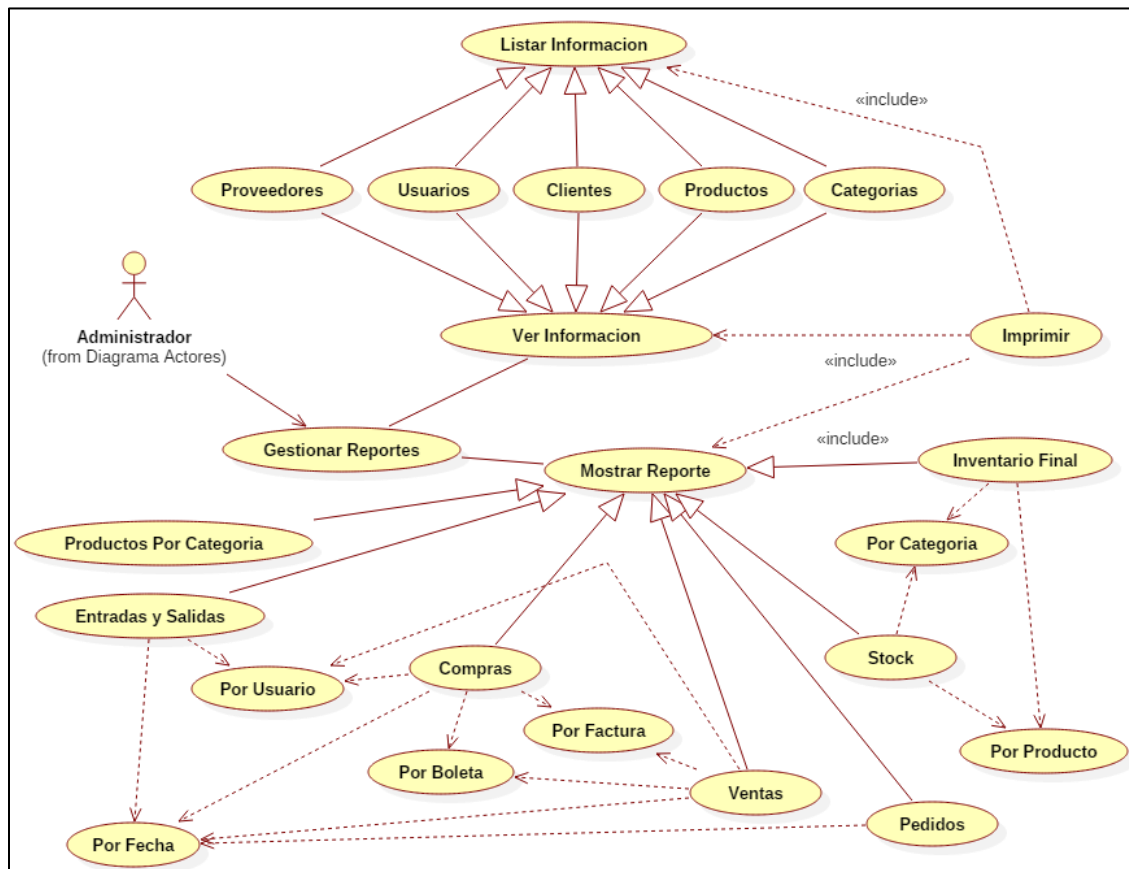 Listar Informacion
«include»
Proveedores
Usuarios
Clientes
Productos
Categorias
Administrador
(from Diagrama Actores)
Ver Informacion
Imprimir
«include»
Gestionar Reportes
«include»
Mostrar Reporte
Inventario Final
Productos Por Categoria
Por Categoria
Entradas y Salidas
Compras
Stock
Por Usuario
Por Factura
Por Producto
Por Boleta
Ventas
Pedidos
Por Fecha